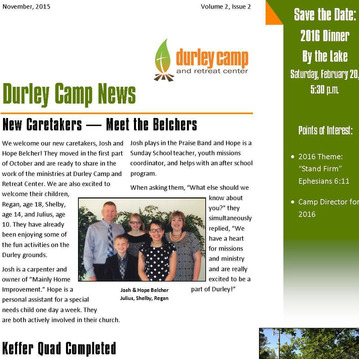 November, 2015
Volume 2, Issue 2
durley camp
and retreat center
Durley Camp News
New Caretakers — Meet the Belchers
We welcome our new caretakers, Josh and
Hope Belcher! They moved in the first part
of October and are ready to share in the
work of the ministries at Durley Camp and
Retreat Center. We are also excited to
welcome their children,
Regan, age 18, Shelby,
age 14, and Julius, age
10. They have already
been enjoying some of
the fun activities on the
Durley grounds.
Josh is a carpenter and
owner of "Mainly Home
Improvement." Hope is a
personal assistant for a special
needs child one day a week. They
are both actively involved in their church.
Josh plays in the Praise Band and Hope is a
Sunday School teacher, youth missions
coordinator, and helps with an after school
program.
When asking them, "What else should we
know about
you?" they
simultaneously
replied, "We
have a heart
for missions
and ministry
and are really
excited to be a
part of Durley!"
Josh & Hope Belcher
Julius, Shelby, Regan
Keffer Quad Completed
Save the Date:
2016 Dinner
By the Lake
Saturday, February 20,
5:30 p.m.
Points of Interest:
• 2016 Theme:
"Stand Firm"
Ephesians 6:11
• Camp Director for
2016